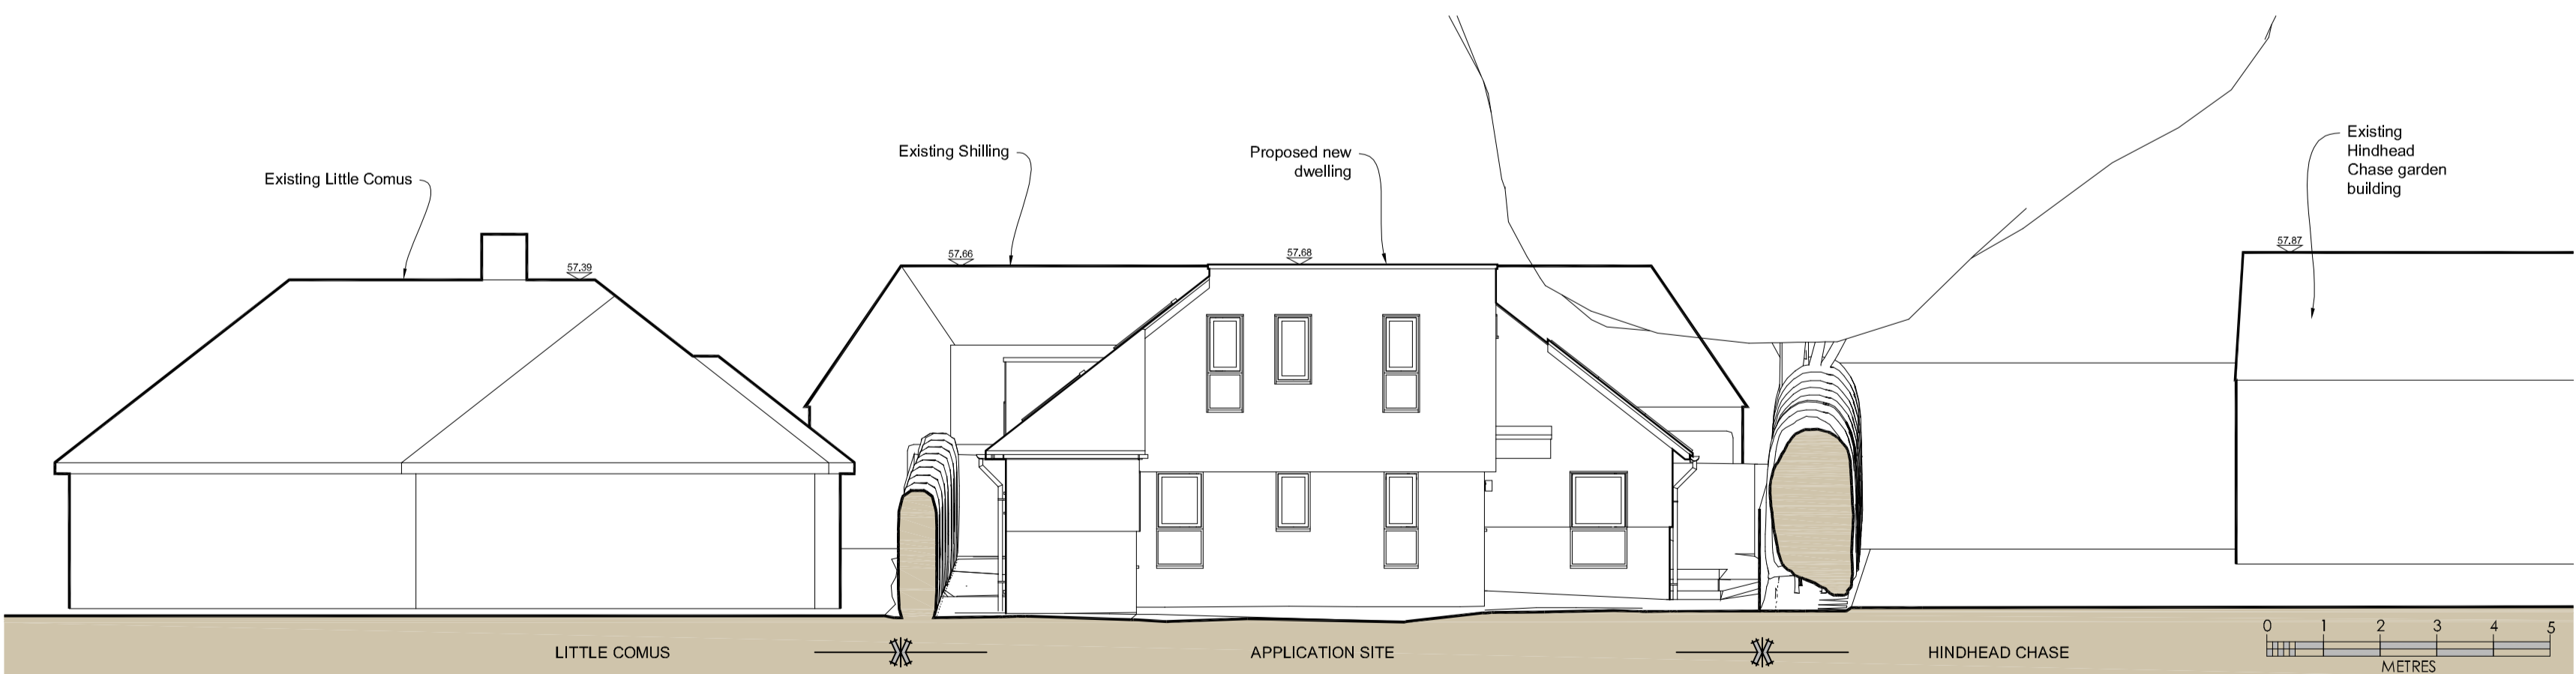 Existing Little Comus
57.39
Existing Shilling
57.66
Proposed new
dwelling
57.68
Existing
Hindhead
Chase garden
building
57.87
LITTLE COMUS
APPLICATION SITE
HINDHEAD CHASE
0 1 2 3 4 5
METRES